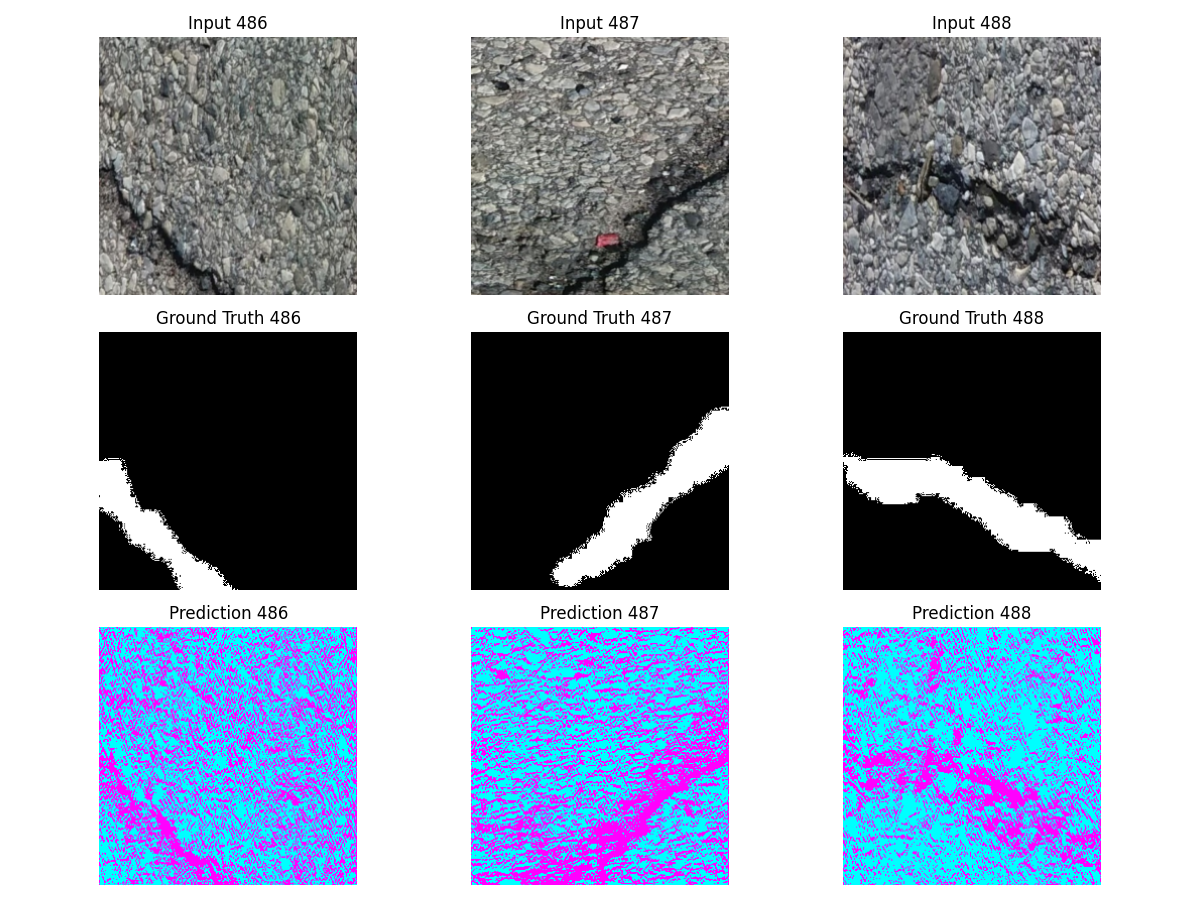 Input 486
Input 487
Input 488
Ground Truth 486
Ground Truth 487
Ground Truth 488
Prediction 486
Prediction 487
Prediction 488